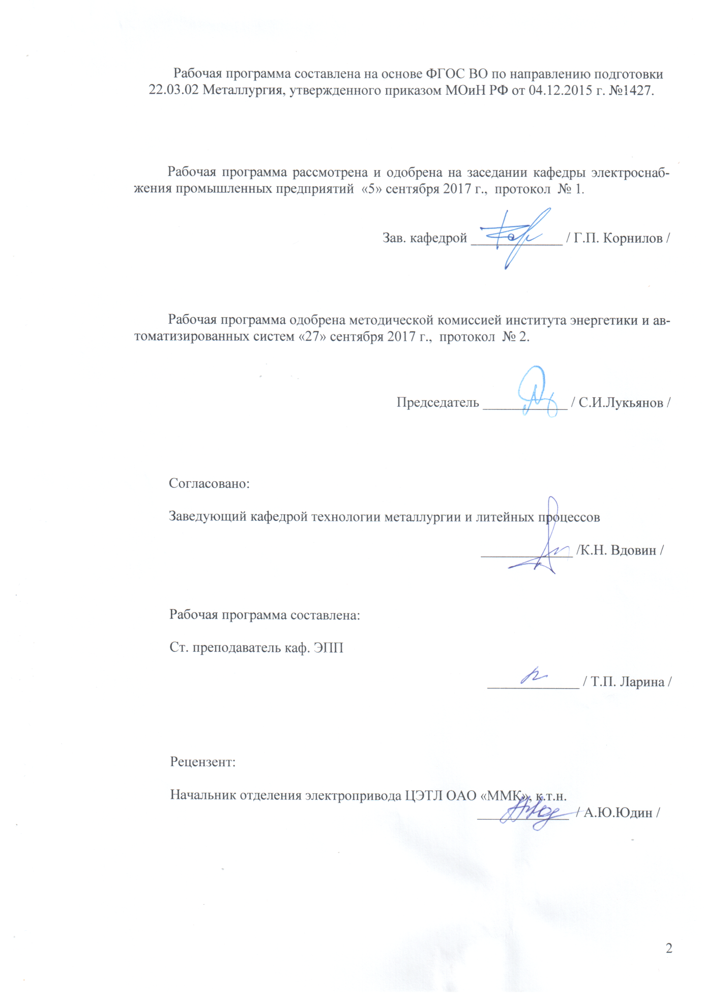 Рабочая программа составлена на основе ФГОС ВО по направлению подготовки
22.03.02 Металлургия, утвержденного приказом МОиН РФ от 04.12.2015 г. №1427.
Рабочая программа рассмотрена и одобрена на заседании кафедры электроснаб-
жения промышленных предприятий «5» сентября 2017 г., протокол № 1.
Зав. кафедрой _____________ / Г.П. Корнилов /
Рабочая программа одобрена методической комиссией института энергетики и ав-
томатизированных систем «27» сентября 2017 г., протокол № 2.
Председатель ____________ / С.И.Лукьянов /
Согласовано:
Заведующий кафедрой технологии металлургии и литейных процессов
_____________ /К.Н. Вдовин /
Рабочая программа составлена:
Ст. преподаватель каф. ЭПП
_____________ / Т.П. Ларина /
Рецензент:
Начальник отделения электропривода ЦЭТЛ ОАО «ММК», к.т.н.
_____________ / А.Ю.Юдин /
2